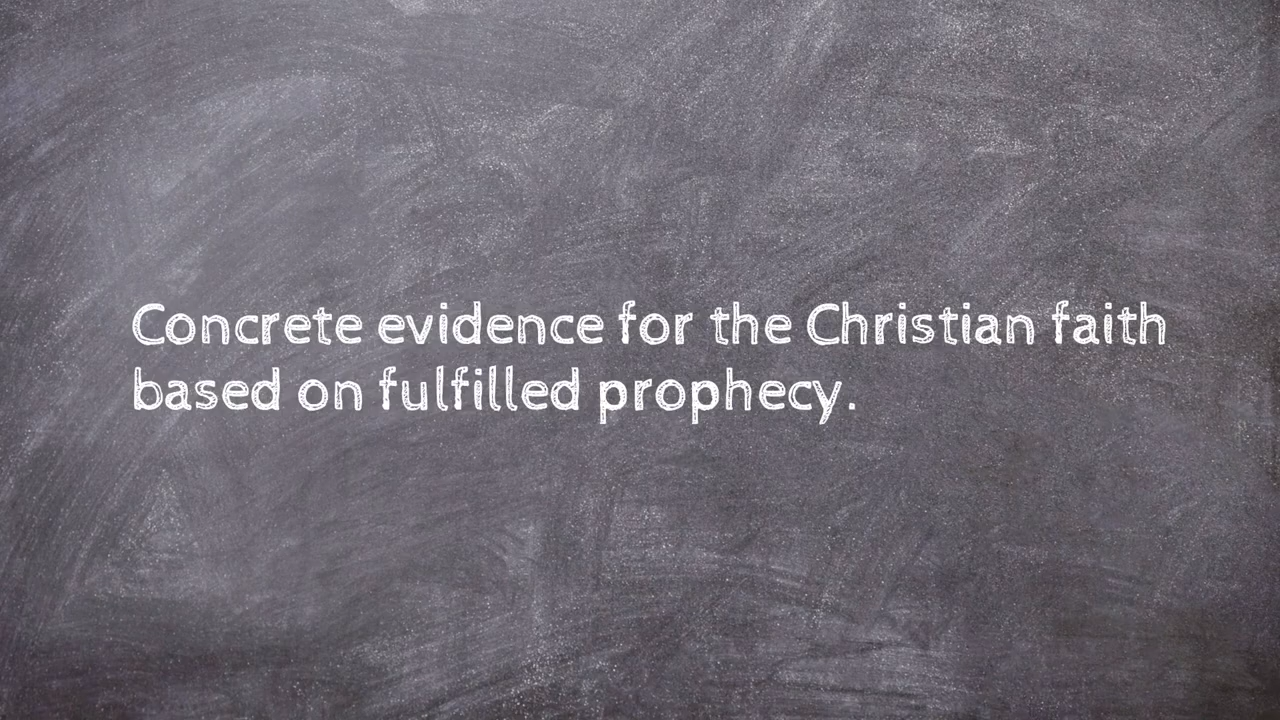 Concrete evidence for the Christian faith
based on fulfilled prophecy.